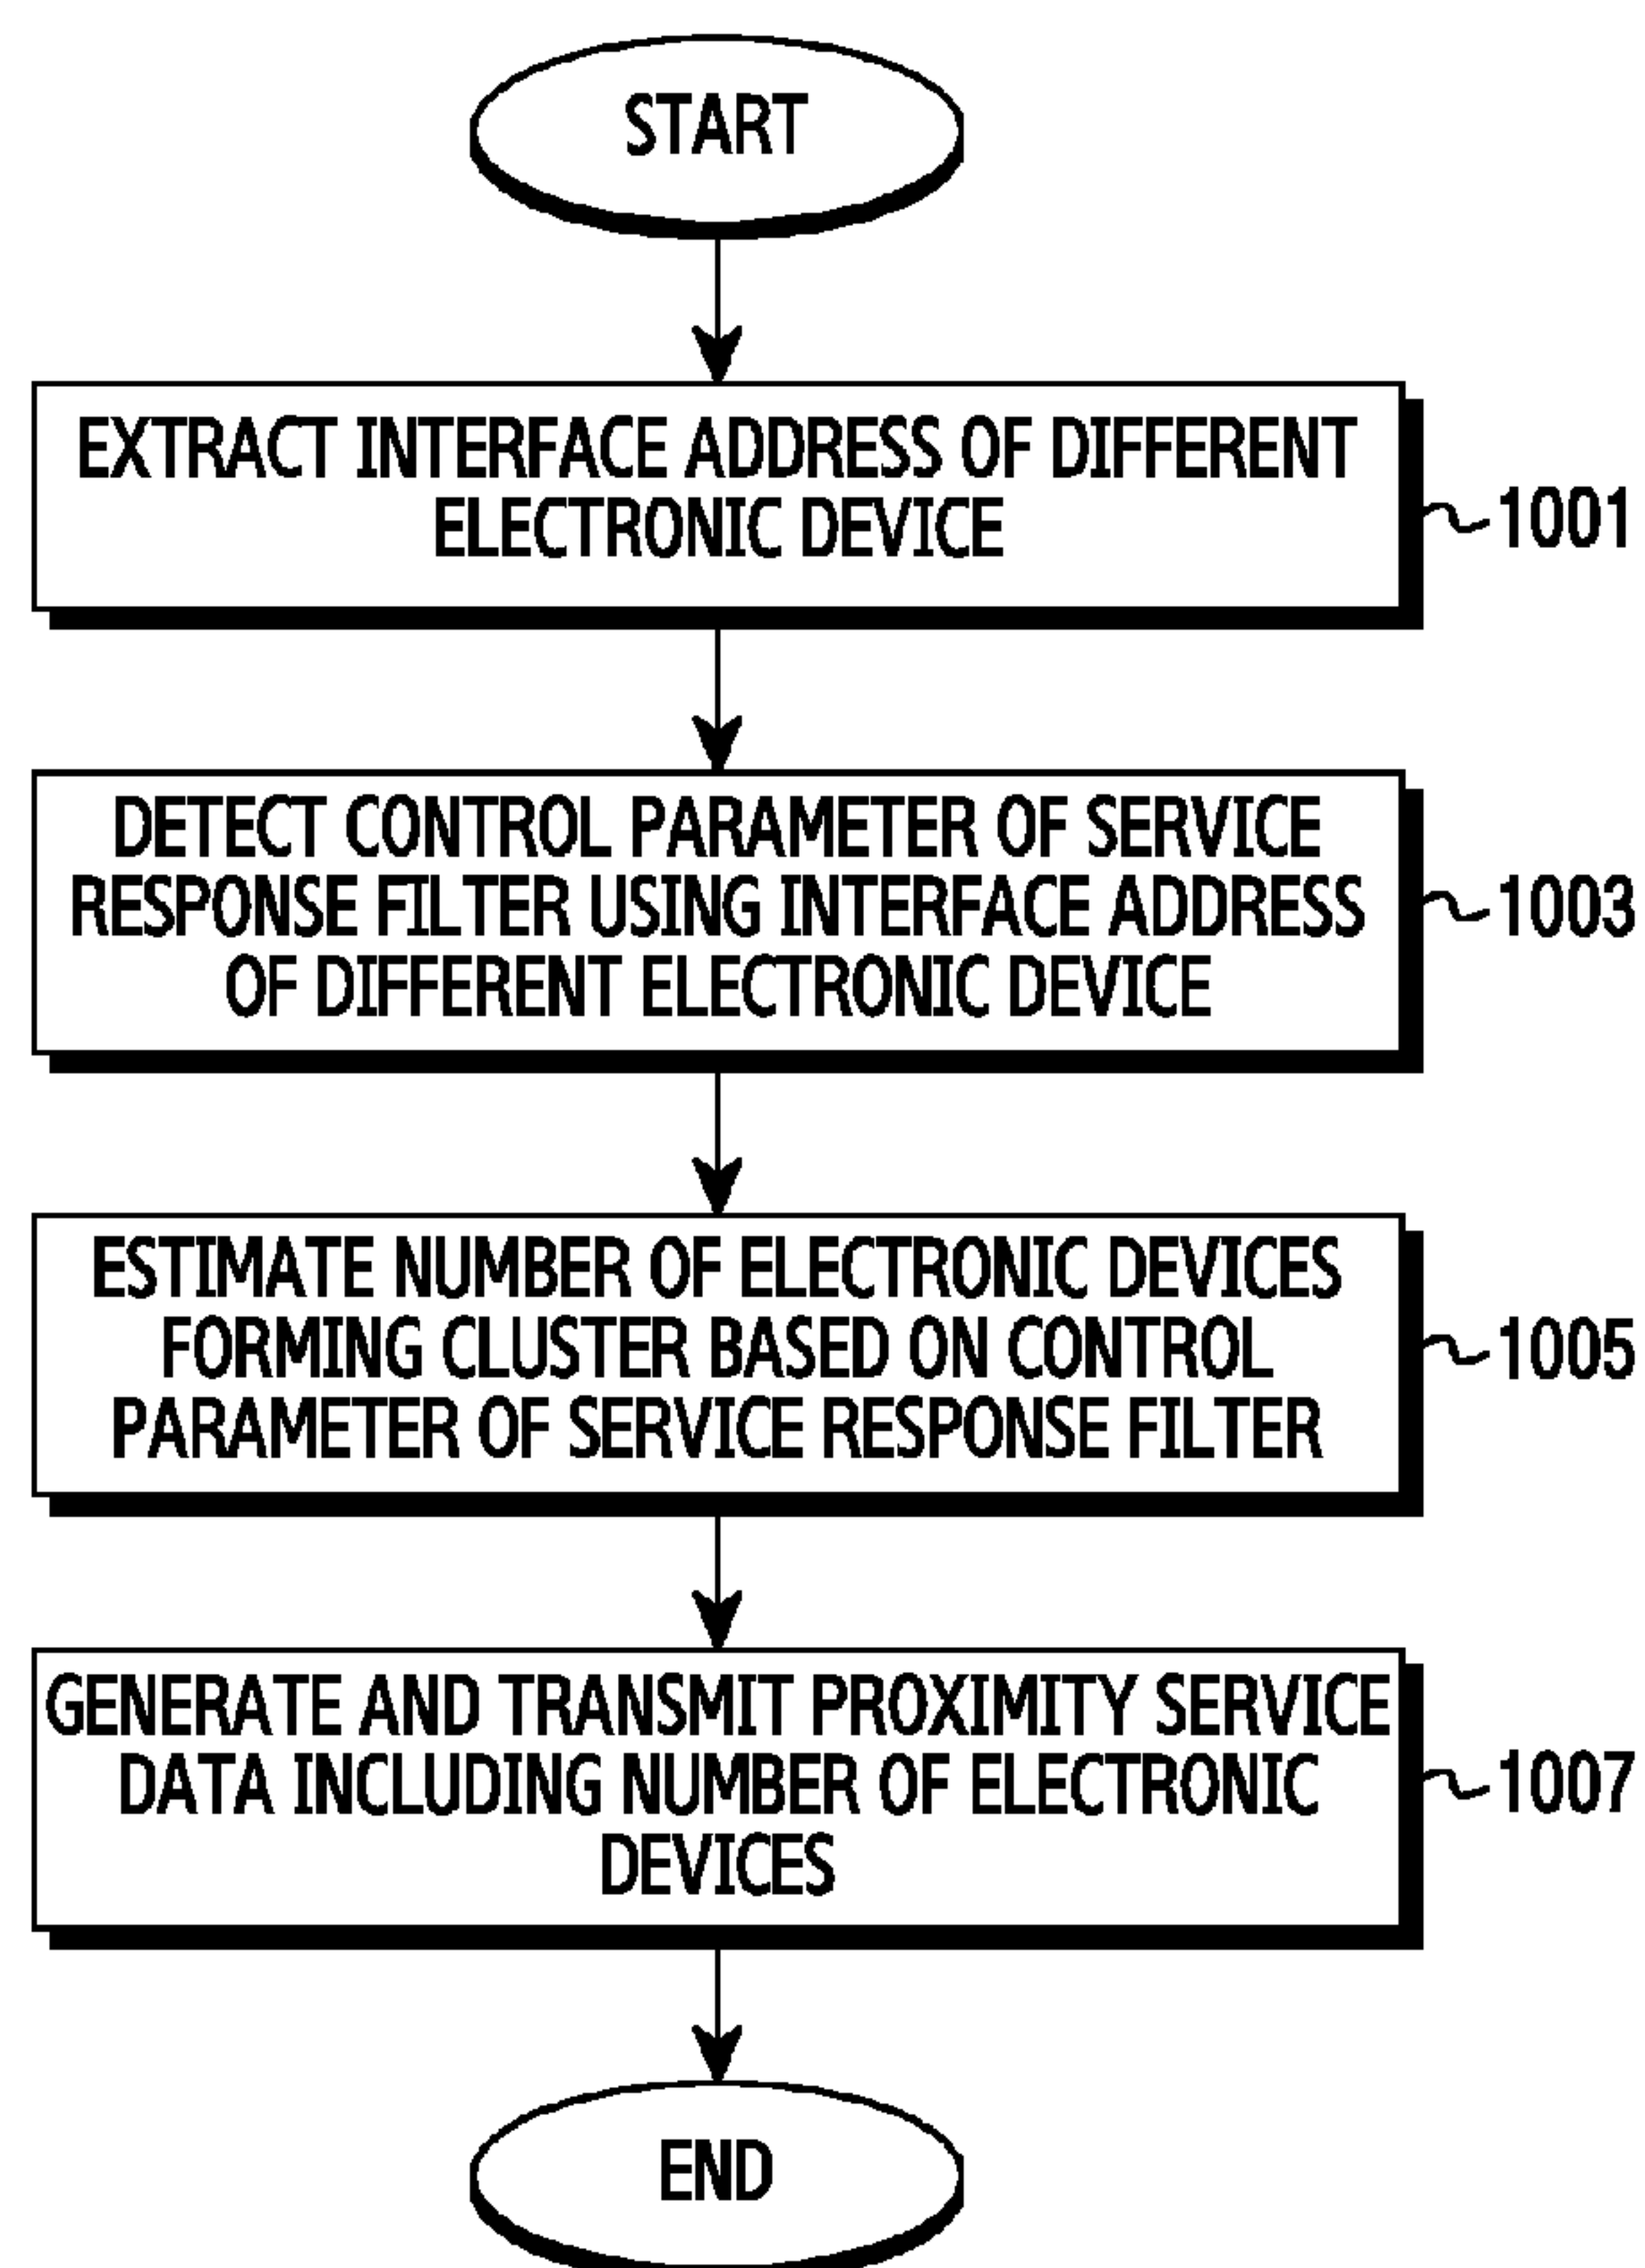 START
EXTRACT INTERFACE ADDRESS OF DIFFERENT
ELECTRONIC DEVICE
1001
DETECT CONTROL PARAMETER OF SERVICE
RESPONSE FILTER USING INTERFACE ADDRESS
OF DIFFERENT ELECTRONIC DEVICE
1003
ESTIMATE NUMBER OF ELECTRONIC DEVICES
FORMING CLUSTER BASED ON CONTROL
PARAMETER OF SERVICE RESPONSE FILTER
1005
GENERATE AND TRANSMIT PROXIMITY SERVICE
DATA INCLUDING NUMBER OF ELECTRONIC
DEVICES
1007
END